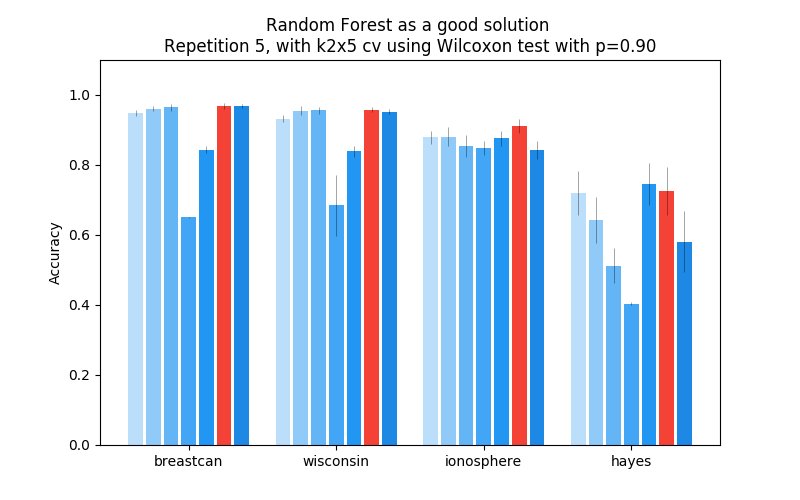 Random Forest as a good solution
Repetition 5, with k2x5 cv using Wilcoxon test with p=0.90
1.0
0.8
0.6
0.4
0.2
0.0
Accuracy
breastcan wisconsin ionosphere hayes